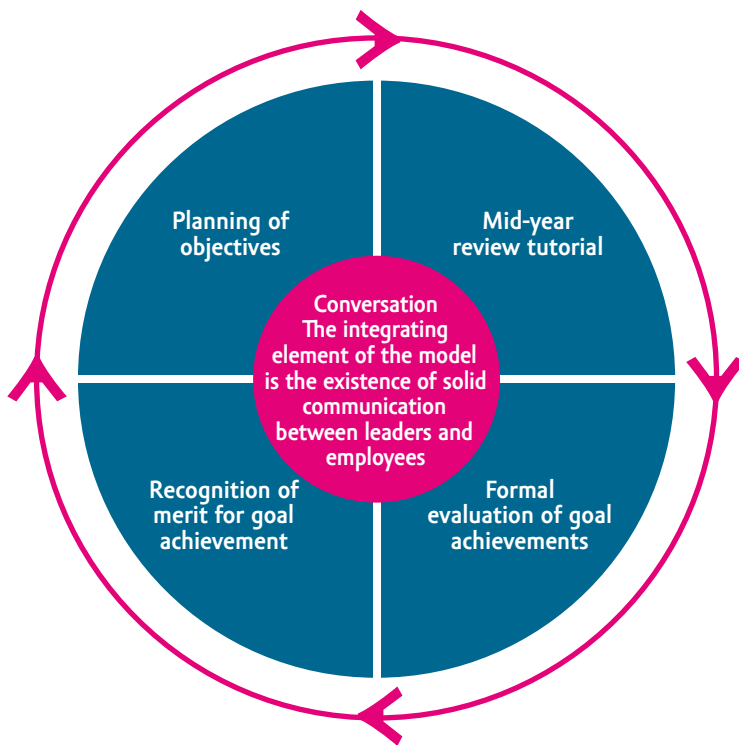 Planning of
objectives
Mid-year
review tutorial
Conversation
The integrating
element of the model
is the existence of solid
communication
between leaders and
employees
Recognition of
merit for goal
achievement
Formal
evaluation of goal
achievements